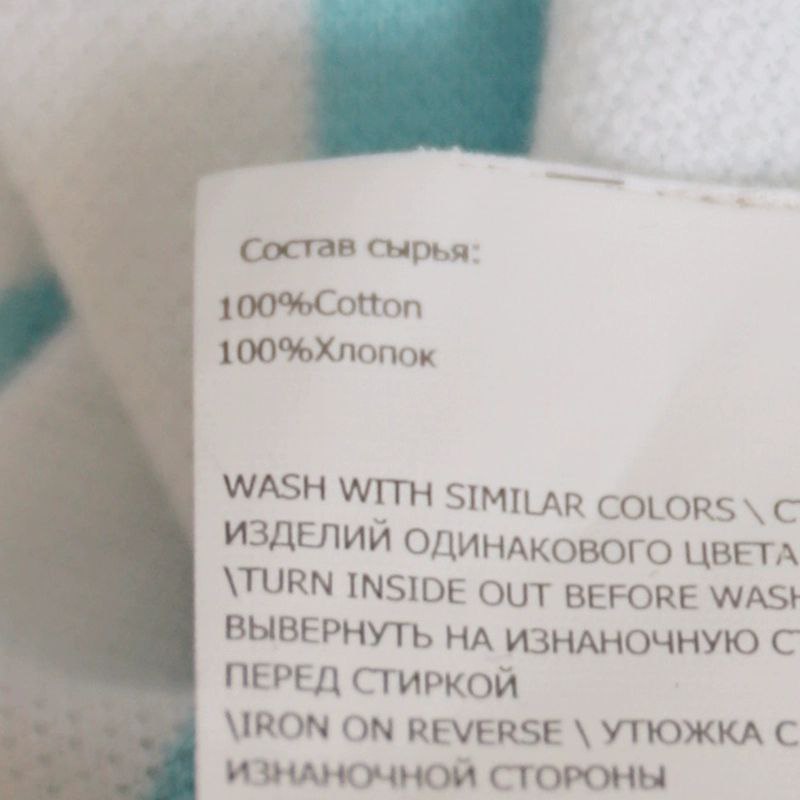 Состав сырья:
100%Cotton
100%Хлопок
WASH WITH SIMILAR COLORS \
ИЗДЕЛИЙ ОДИНАКОВОГО ЦВЕТА
\TURN INSIDE OUT BEFORE WASH
ВЫВЕРНУТЬ НА ИЗНАНОЧНУЮ
ПЕРЕД СТИРКОЙ
\IRON ON REVERSE \ УТЮЖКА С
ИЗНАНОЧНОЙ СТОРОНЫ